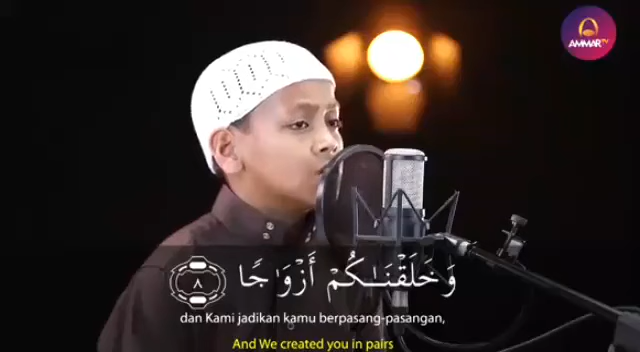 AMMAR TV
وَخَلَقْنَـٰكُمْ أَزْوَٰجًا ٨
dan Kami jadikan kamu berpasang-pasangan,
And We created you in pairs